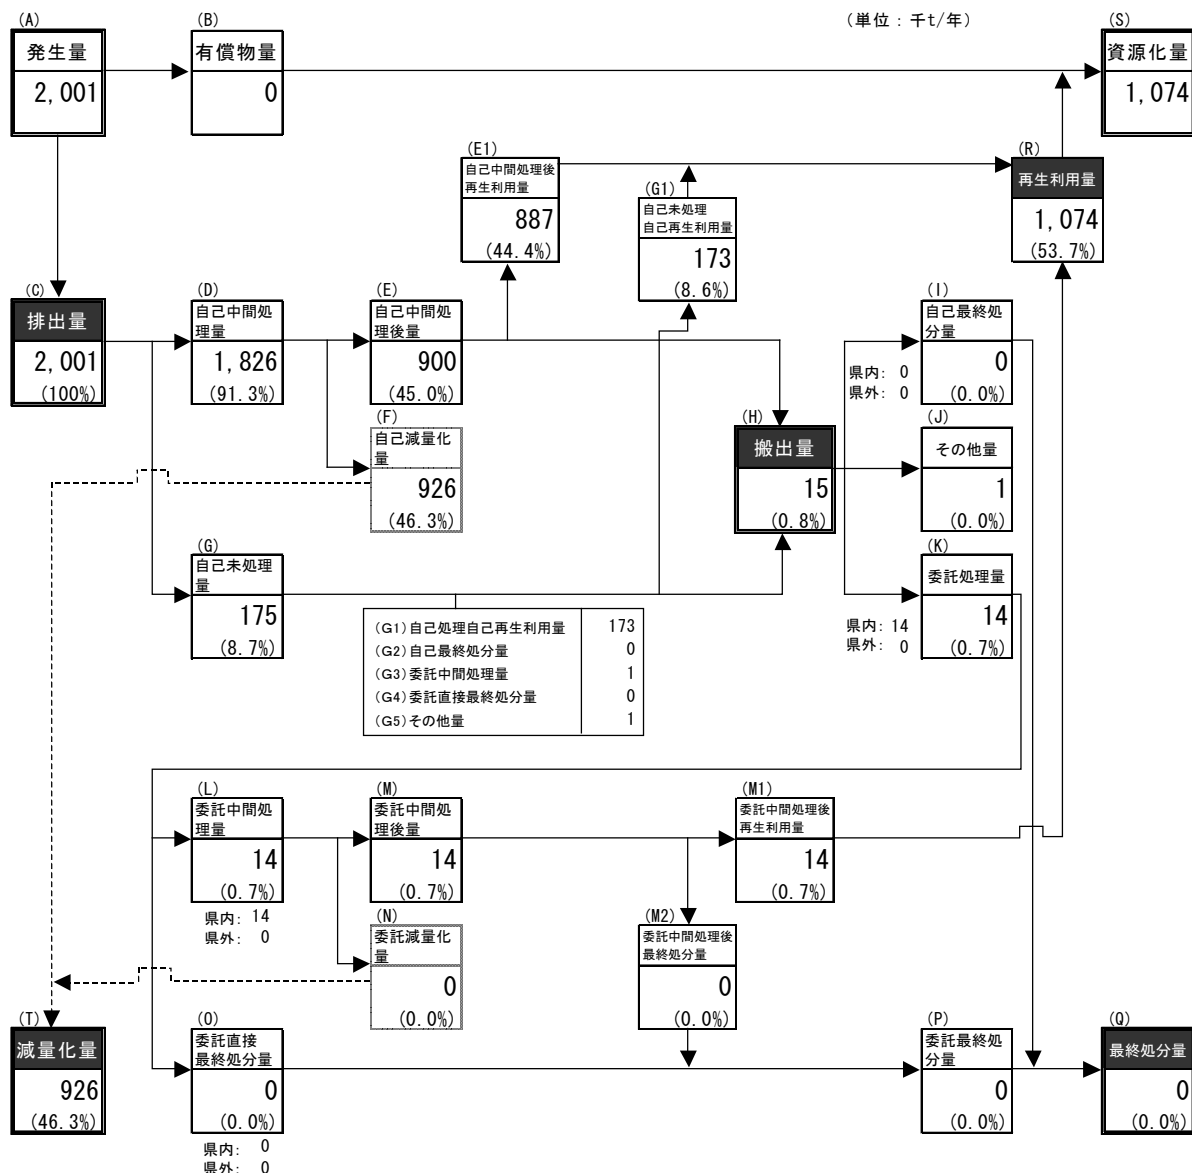 (単位：千t/年)
(A)
発生量
2,001
(B)
有償物量
0
(S)
資源化量
1,074
(E1)
自己中間処理後
再生利用量
887
(44.4%)
(G1)
自己未処理
自己再生利用量
173
(8.6%)
(R)
再生利用量
1,074
(53.7%)
(C)
排出量
2,001
(100%)
(D)
自己中間処
理量
1,826
(91.3%)
(E)
自己中間処
理後量
900
(45.0%)
(F)
自己減量化
量
926
(46.3%)
(I)
自己最終処
分量
0
(0.0%)
県内: 0
県外: 0
(H)
搬出量
15
(0.8%)
(J)
その他量
1
(0.0%)
(G)
自己未処理
量
175
(8.7%)
(K)
委託処理量
14
(0.7%)
県内: 14
県外: 0
(G1)自己処理自己再生利用量 173
(G2)自己最終処分量 0
(G3)委託中間処理量 1
(G4)委託直接最終処分量 0
(G5)その他量 1
(L)
委託中間処
理量
14
(0.7%)
県内: 14
県外: 0
(M)
委託中間処
理後量
14
(0.7%)
(M1)
委託中間処理後
再生利用量
14
(0.7%)
(N)
委託減量化
量
0
(0.0%)
(M2)
委託中間処理後
最終処分量
0
(0.0%)
(T)
減量化量
926
(46.3%)
(O)
委託直接
最終処分量
0
(0.0%)
県内: 0
県外: 0
(P)
委託最終処
分量
0
(0.0%)
(Q)
最終処分量
0
(0.0%)